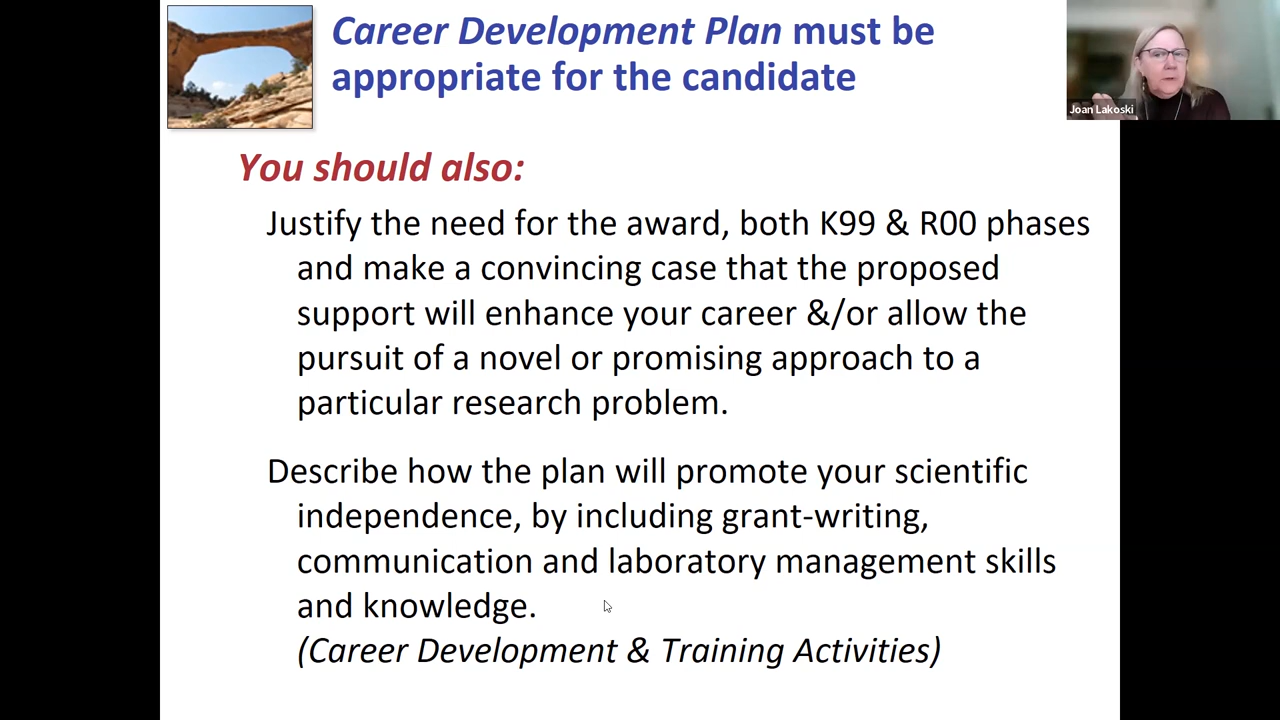 Career Development Plan must be
appropriate for the candidate
Joan Lakoski
You should also:
Justify the need for the award, both K99 & R00 phases
and make a convincing case that the proposed
support will enhance your career &/or allow the
pursuit of a novel or promising approach to a
particular research problem.
Describe how the plan will promote your scientific
independence, by including grant-writing,
communication and laboratory management skills
and knowledge.
(Career Development & Training Activities)